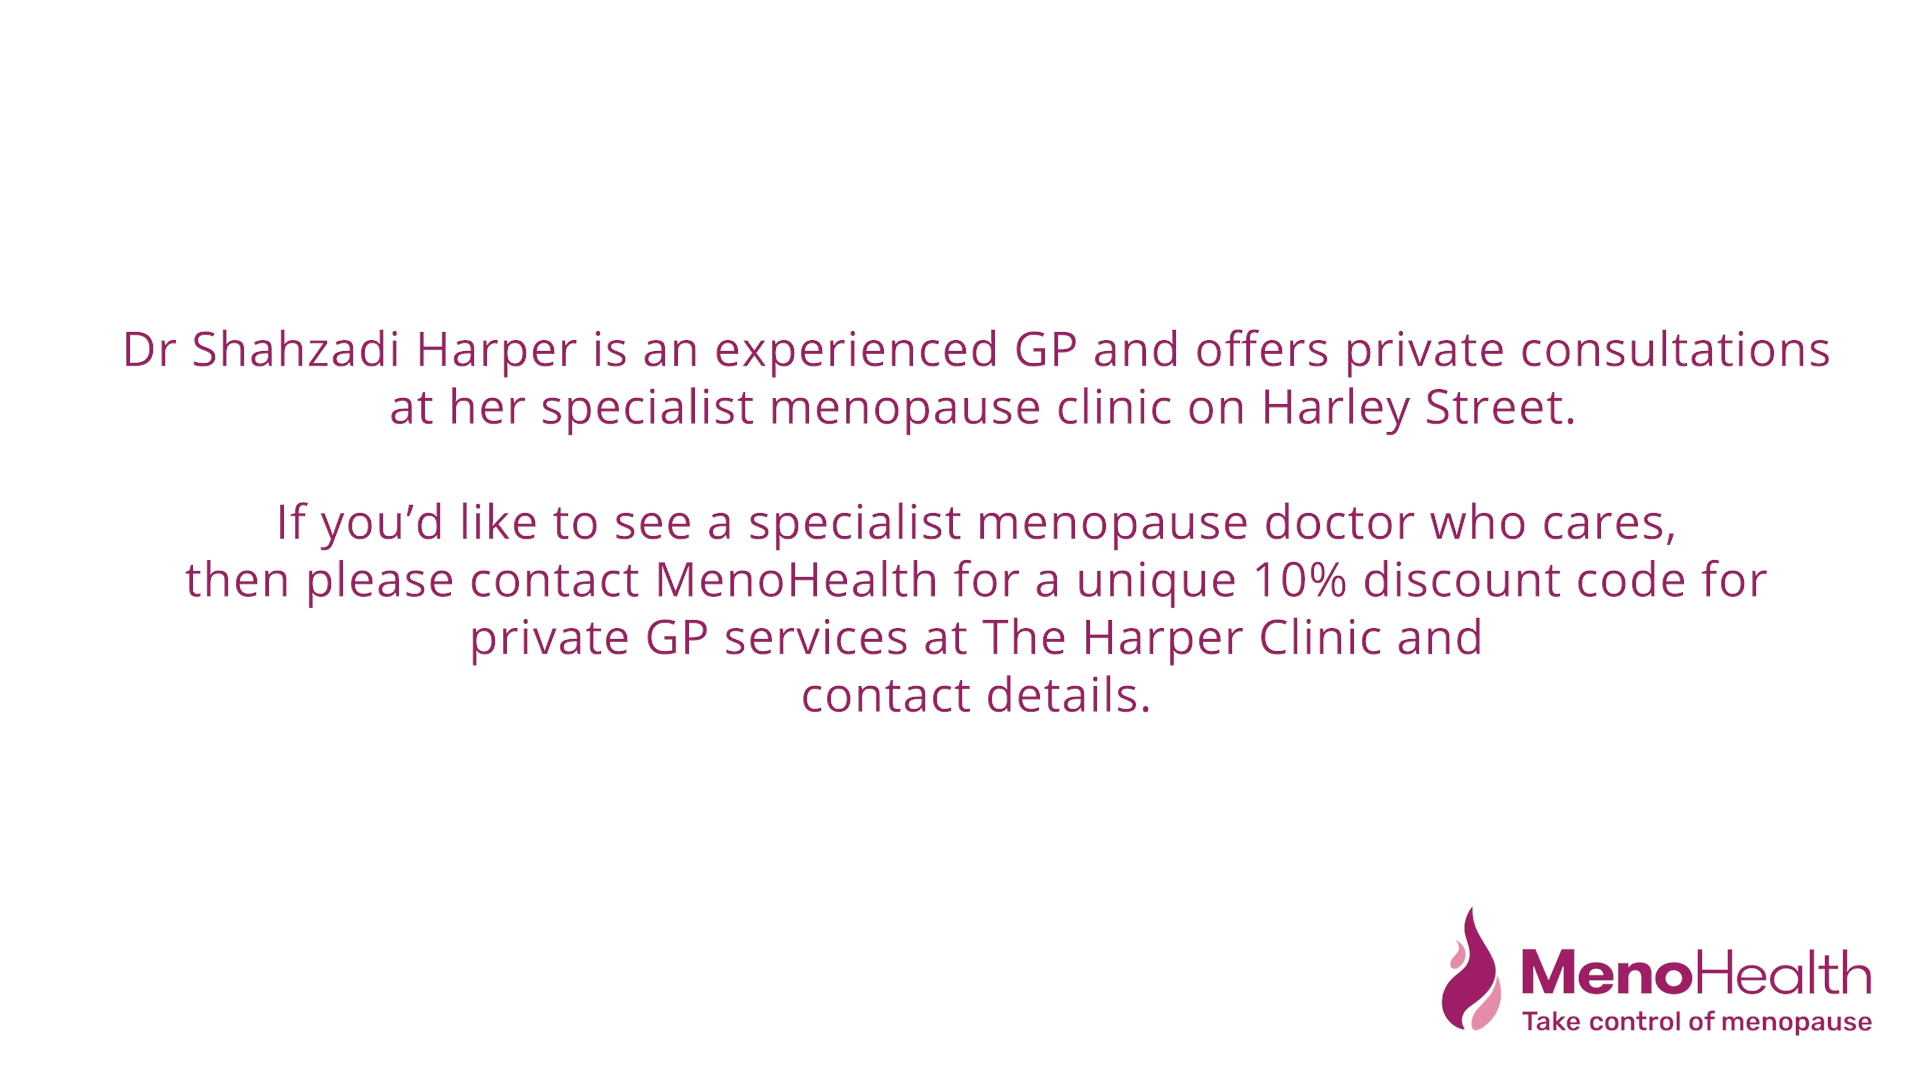 Dr Shahzadi Harper is an experienced GP and offers private consultations
at her specialist menopause clinic on Harley Street.
If you’d like to see a specialist menopause doctor who cares,
then please contact MenoHealth for a unique 10% discount code for
private GP services at The Harper Clinic and
contact details.
MenoHealth
Take control of menopause